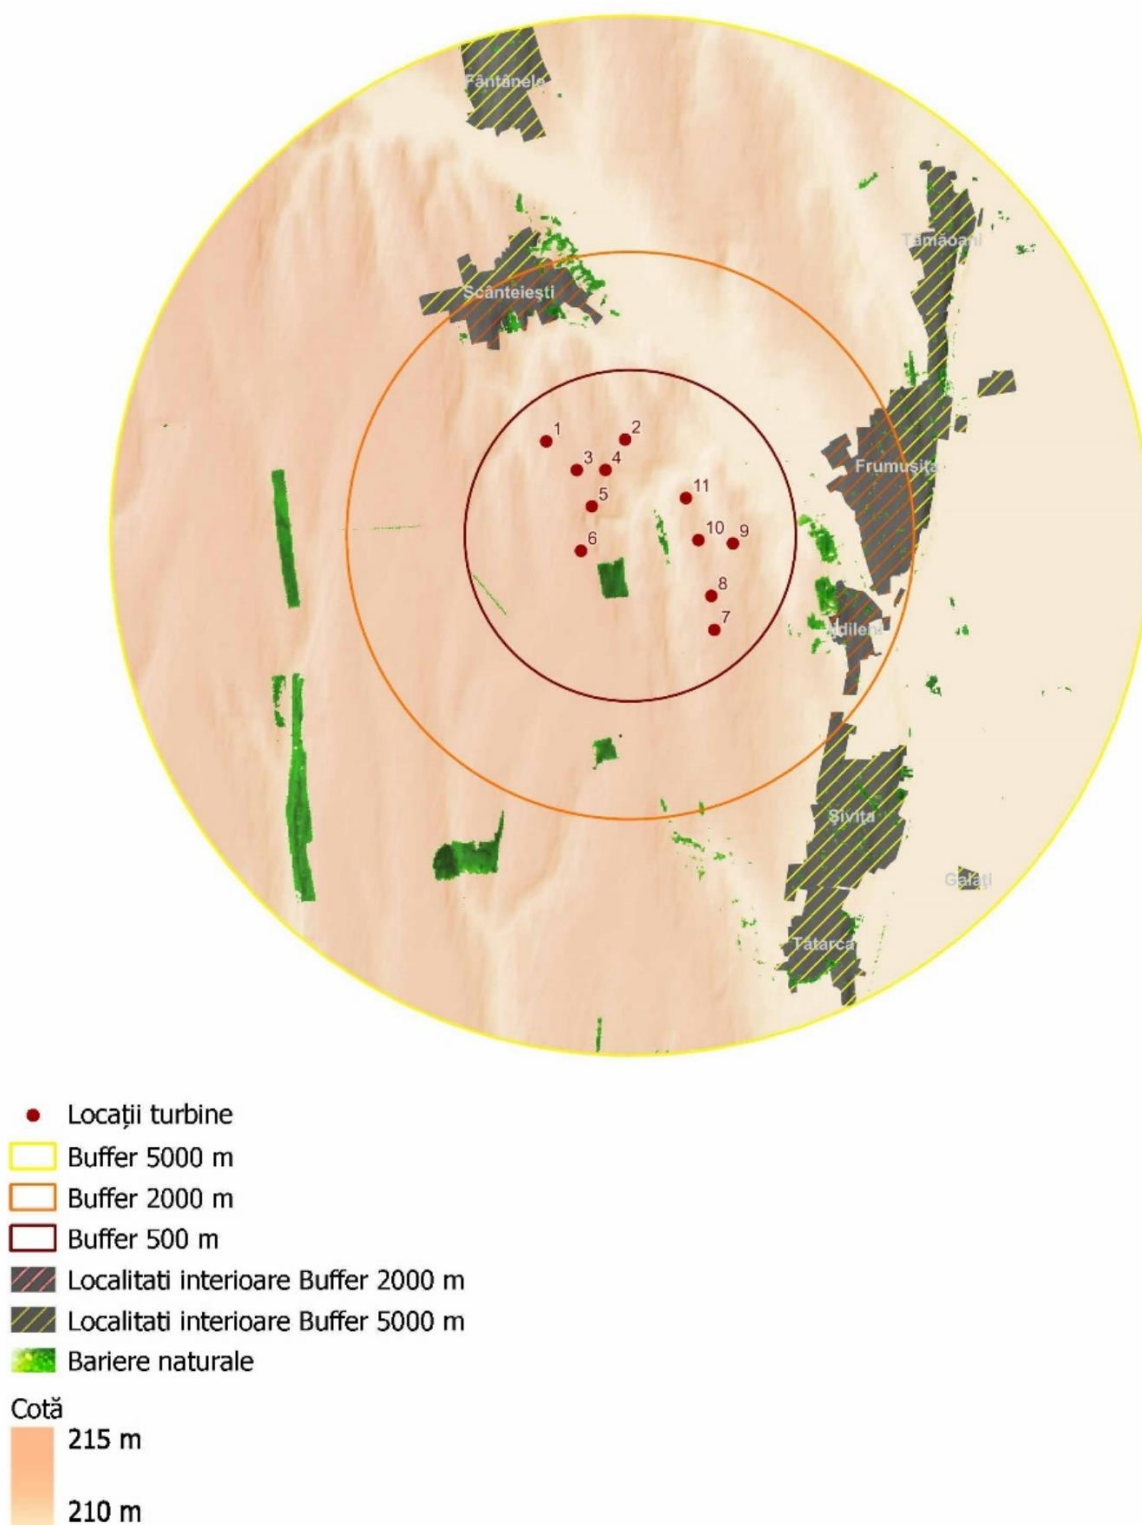 Fântânele
Tămăoani
Scânteiești
1
2
3
4
Frumușița
11
5
10
9
6
8
7
Șivița
Galați
Tătarca
Locații turbine
Buffer 5000 m
Buffer 2000 m
Buffer 500 m
Localitati interioare Buffer 2000 m
Localitati interioare Buffer 5000 m
Bariere naturale
Cotă
215 m
210 m